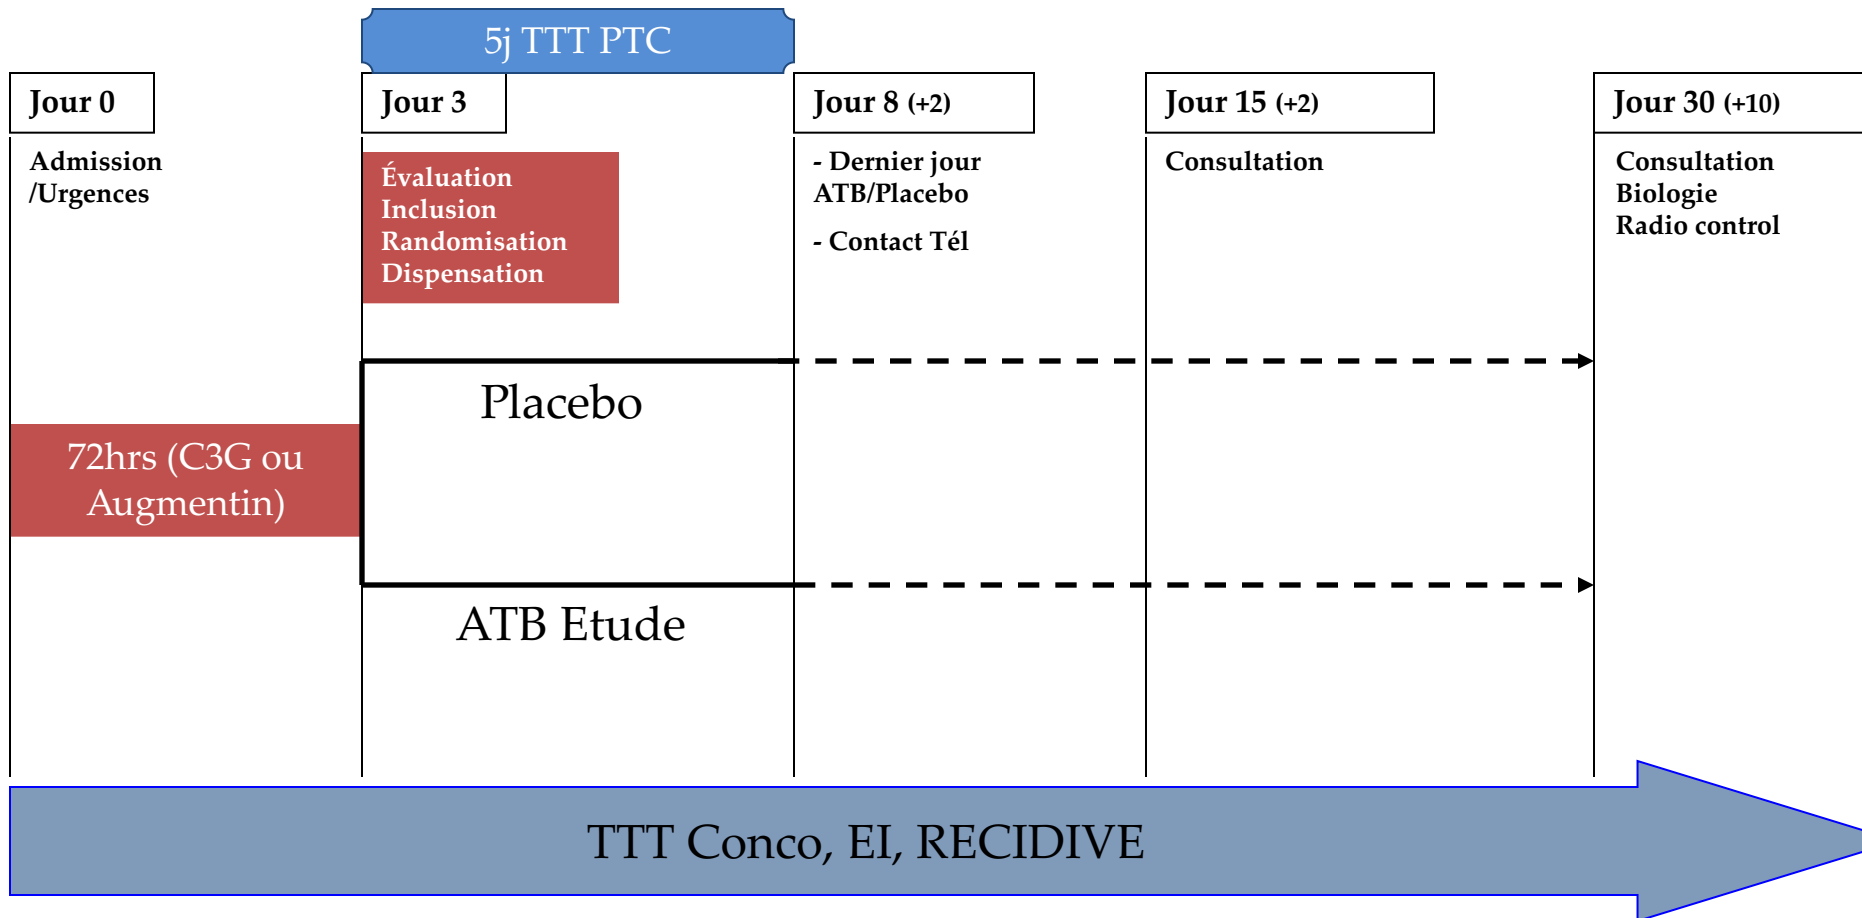 5j TTT PTC
Jour 0
Jour 3
Jour 8 (+2)
Jour 15 (+2)
Jour 30 (+10)
Admission
/Urgences
Évaluation
Inclusion
Randomisation
Dispensation
- Dernier jour
ATB/Placebo
- Contact Tél
Consultation
Consultation
Biologie
Radio control
Placebo
72hrs (C3G ou
Augmentin)
ATB Etude
TTT Conco, EI, RECIDIVE